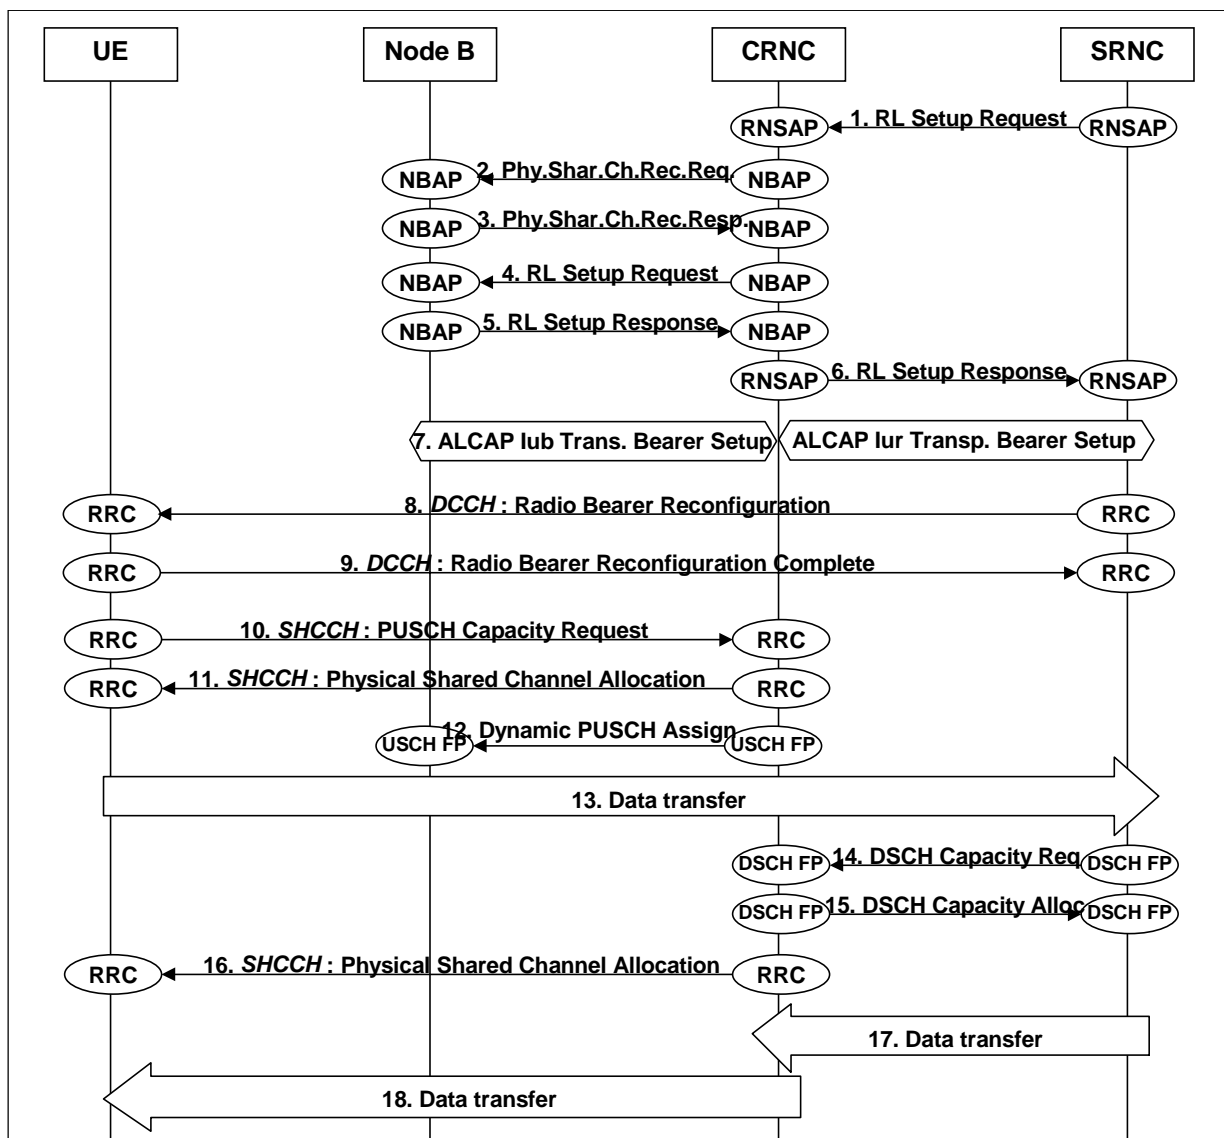 UE Node B CRNC SRNC
RNSAP 1. RL Setup Request RNSAP
NBAP 2. Phy.Shar.Ch.Rec.Req. NBAP
NBAP 3. Phy.Shar.Ch.Rec.Resp. NBAP
NBAP 4. RL Setup Request NBAP
NBAP 5. RL Setup Response NBAP
RNSAP 6. RL Setup Response RNSAP
7. ALCAP Iub Trans. Bearer Setup ALCAP Iur Transp. Bearer Setup
RRC 8. DCCH : Radio Bearer Reconfiguration RRC
RRC 9. DCCH : Radio Bearer Reconfiguration Complete RRC
RRC 10. SHCCH : PUSCH Capacity Request RRC
RRC 11. SHCCH : Physical Shared Channel Allocation RRC
USCH FP 12. Dynamic PUSCH Assign USCH FP
13. Data transfer
DSCH FP 14. DSCH Capacity Req DSCH FP
DSCH FP 15. DSCH Capacity Alloc DSCH FP
RRC 16. SHCCH : Physical Shared Channel Allocation RRC
17. Data transfer
18. Data transfer